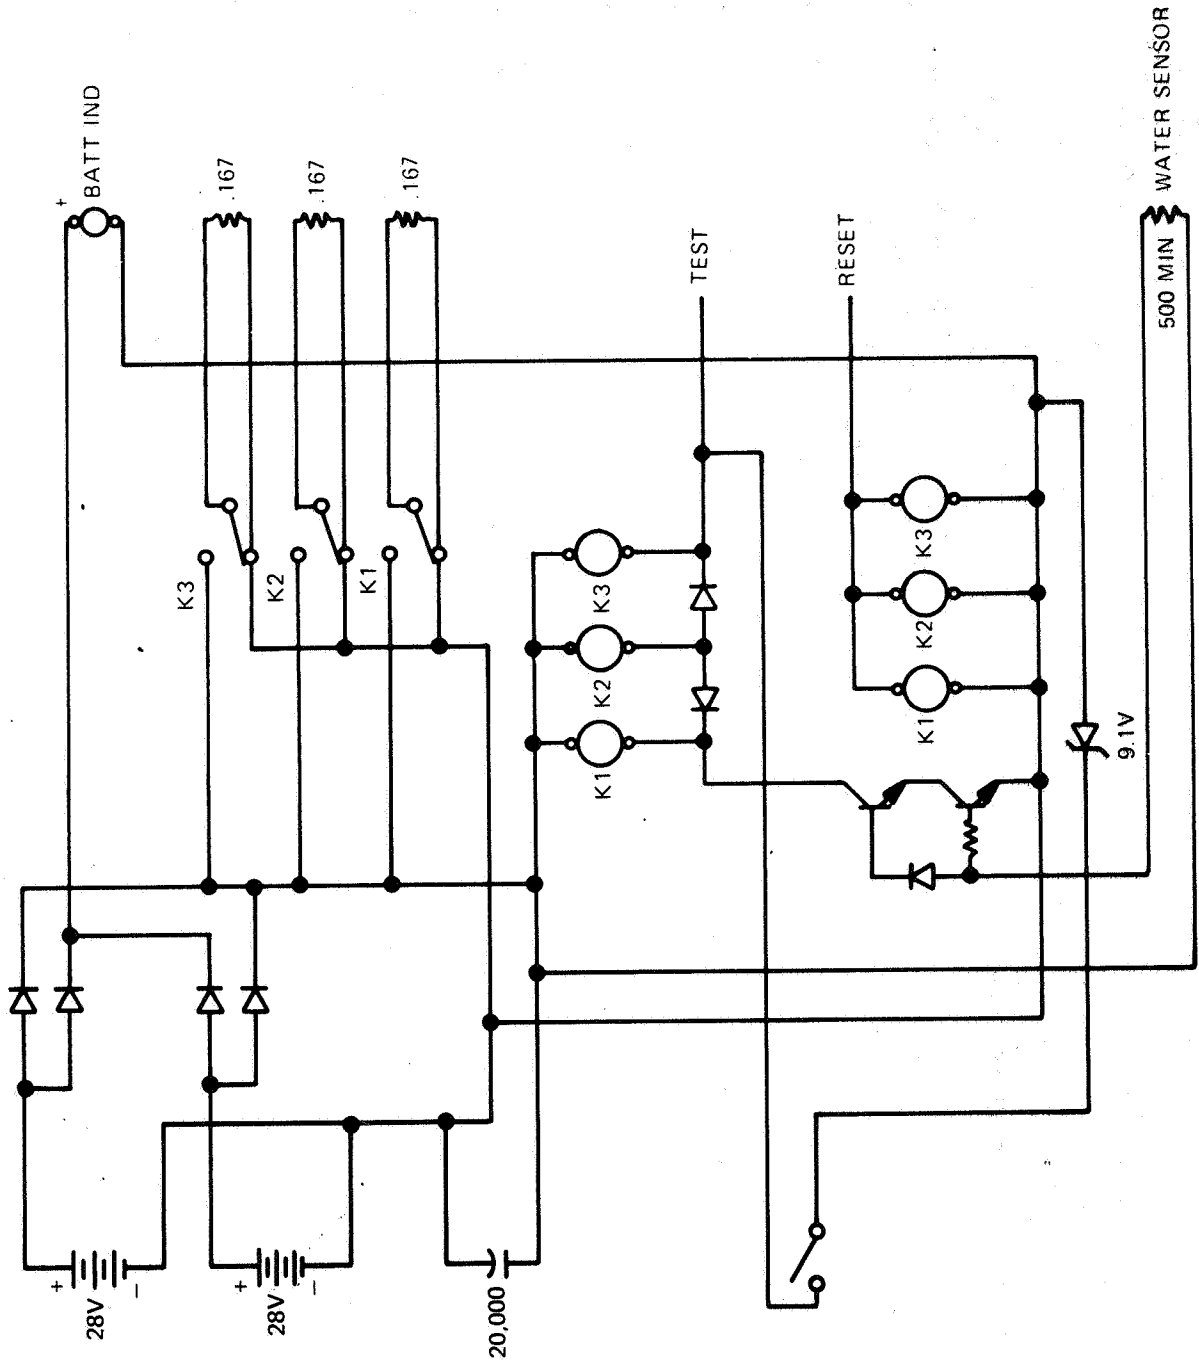 +
BATT IND
.167
.167
.167
K3
K2
K1
TEST
RESET
WATER SENSOR
500 MIN
K3
K2
K1
K3
K2
K1
9.1V
+
−
28V
+
−
28V
20,000